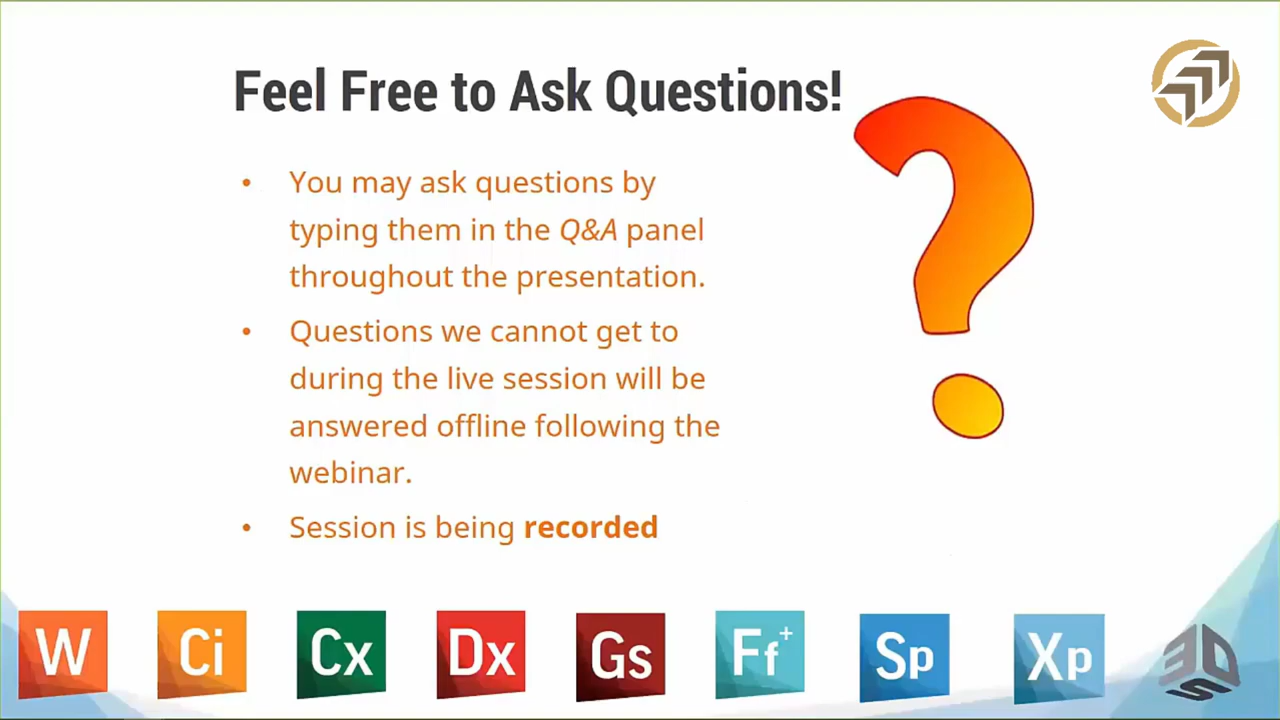 Feel Free to Ask Questions!
• You may ask questions by
typing them in the Q&A panel
throughout the presentation.
• Questions we cannot get to
during the live session will be
answered offline following the
webinar.
• Session is being recorded
?
W Ci Cx Dx Gs Ff+ Sp Xp 3DS